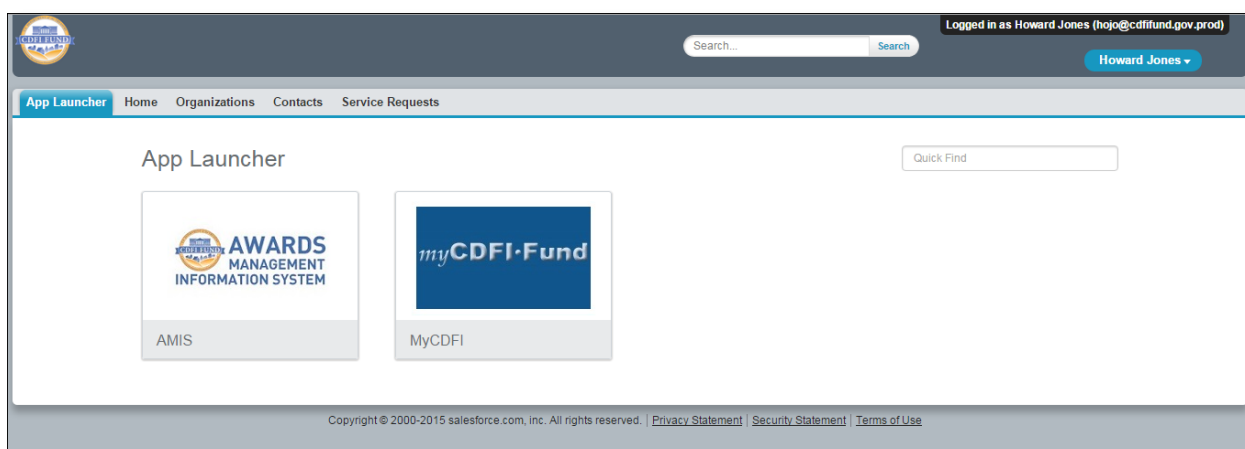 CDFI FUND
Logged in as Howard Jones (hojo@cdfifund.gov.prod)
Search... Search
Howard Jones
App Launcher Home Organizations Contacts Service Requests
App Launcher
Quick Find
CDFI FUND AWARDS
MANAGEMENT
INFORMATION SYSTEM
myCDFI·Fund
AMIS
MyCDFI
Copyright © 2000-2015 salesforce.com, inc. All rights reserved. | Privacy Statement | Security Statement | Terms of Use